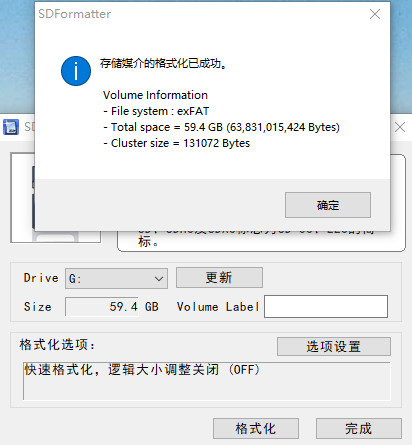 SDFormatter
存储媒介的格式化已成功。
Volume Information
- File system : exFAT
- Total space = 59.4 GB (63,831,015,424 Bytes)
- Cluster size = 131072 Bytes
确定
SD
标。
Drive G: 更新
Size 59.4 GB Volume Label
格式化选项： 选项设置
快速格式化，逻辑大小调整关闭 (OFF)
格式化 完成